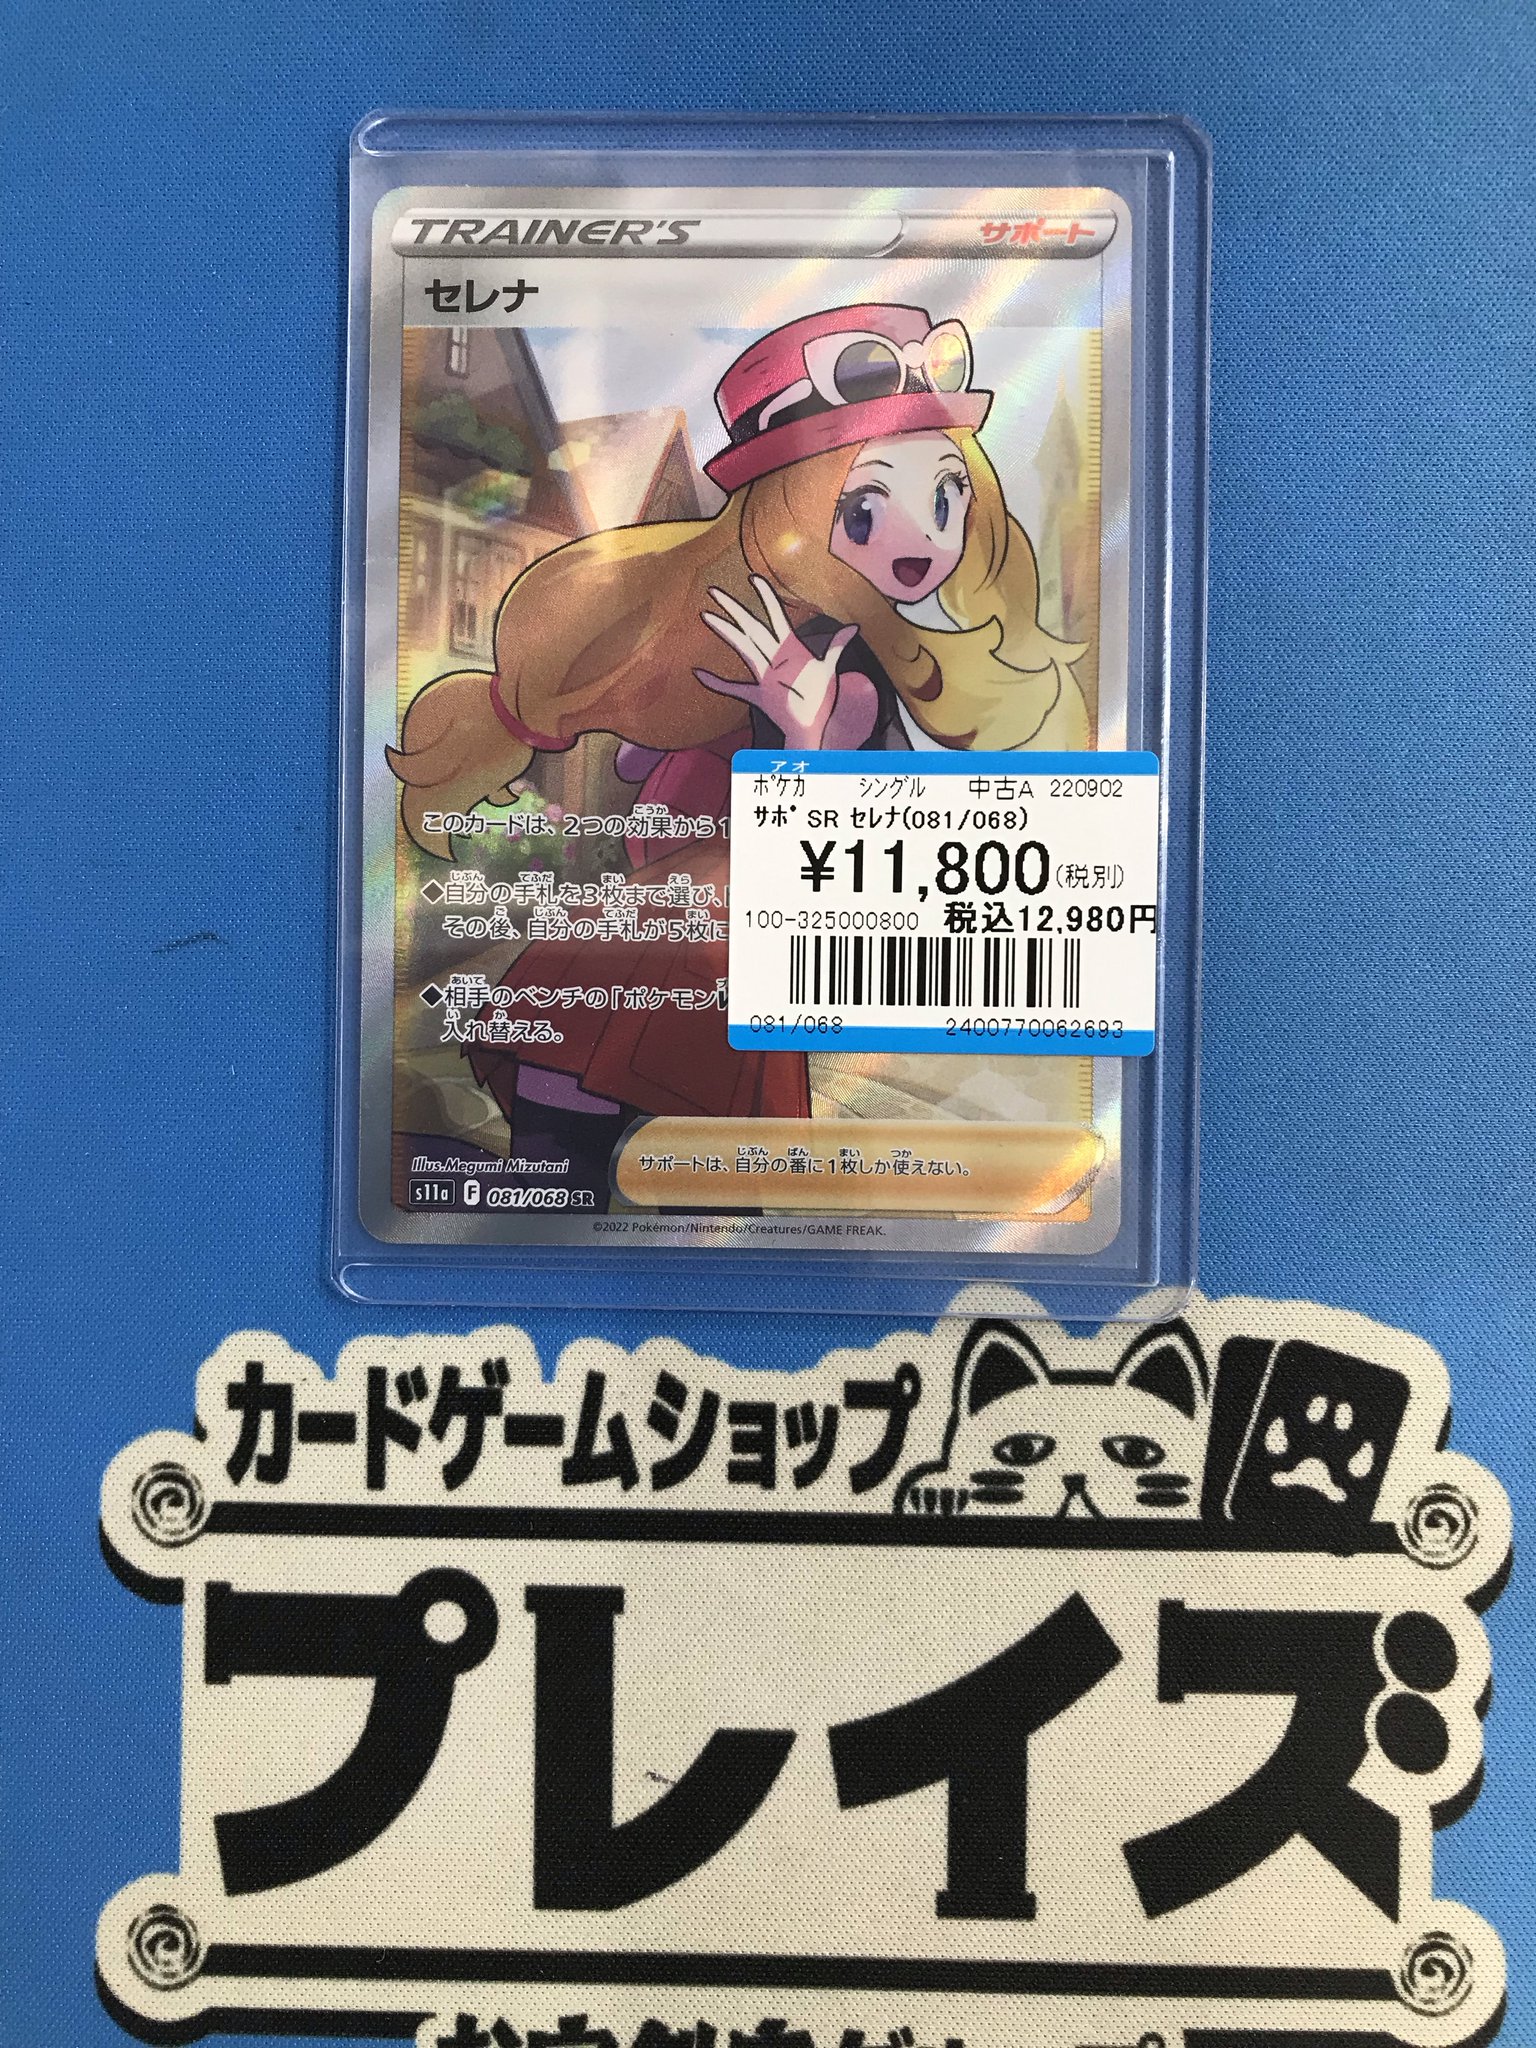 TRAINER'S サポート
セレナ
このカードは、2つの効果から1
◆自分の手札を3枚まで選び、
その後、自分の手札が5枚に
◆相手のベンチの「ポケモンV
入れ替える。
アオ
ポケカ シングル 中古A 220902
サポ SR セレナ(081/068)
¥11,800(税別)
100-325000800 税込12,980円
081/068 2400770062693
サポートは、自分の番に1枚しか使えない。
Illus.Megumi Mizutani
s11a F 081/068 SR
©2022 Pokémon/Nintendo/Creatures/GAME FREAK.
カードゲームショップ
プレイズ